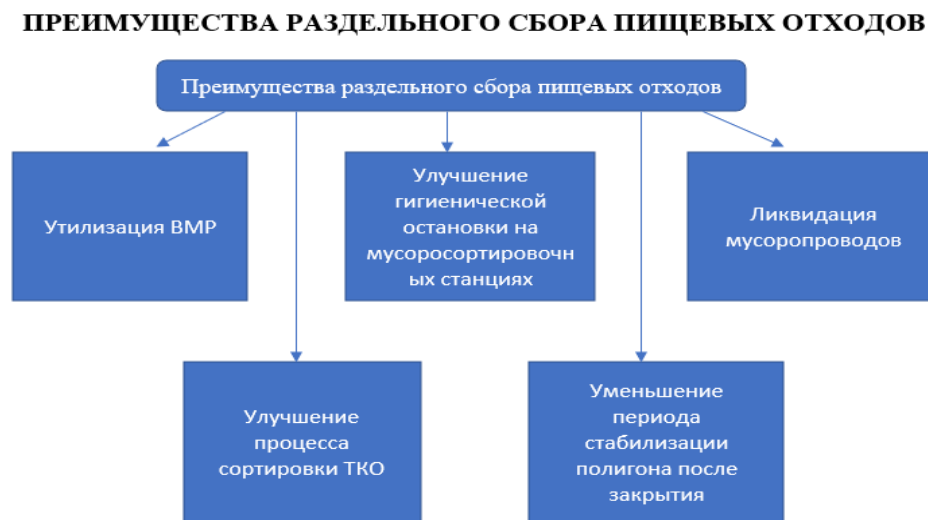 ПРЕИМУЩЕСТВА РАЗДЕЛЬНОГО СБОРА ПИЩЕВЫХ ОТХОДОВ
Преимущества раздельного сбора пищевых отходов
Утилизация ВМР
Улучшение
гигиенической
остановки на
мусоросортировочн
ых станциях
Ликвидация
мусоропроводов
Улучшение
процесса
сортировки ТКО
Уменьшение
периода
стабилизации
полигона после
закрытия